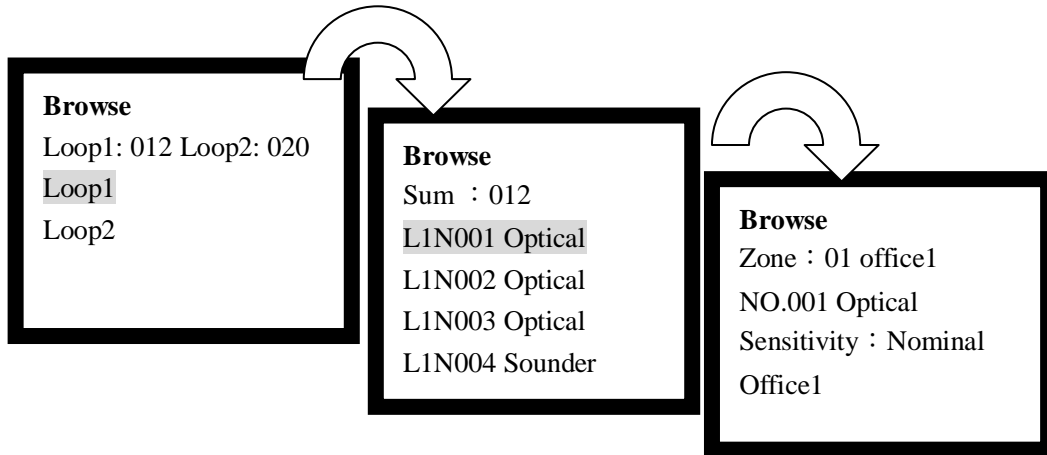 Browse
Loop1: 012 Loop2: 020
Loop1
Loop2
Browse
Sum：012
L1N001 Optical
L1N002 Optical
L1N003 Optical
L1N004 Sounder
Browse
Zone：01 office1
NO.001 Optical
Sensitivity：Nominal
Office1